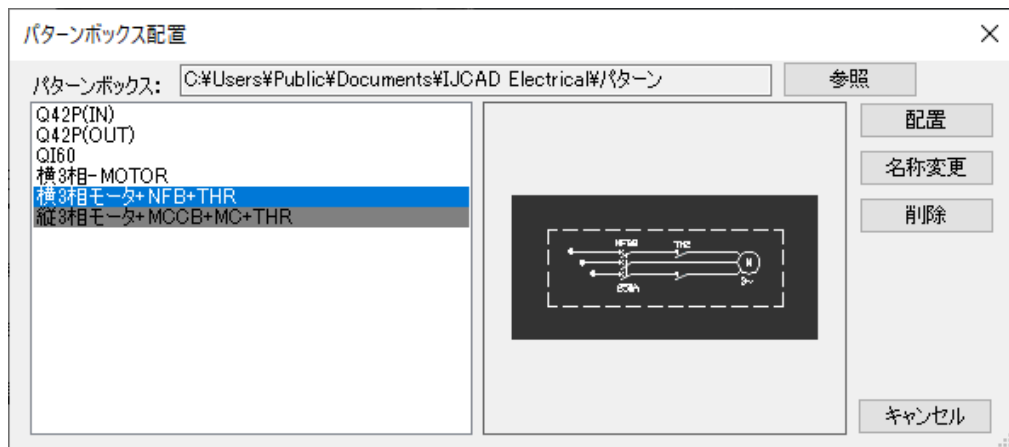 パターンボックス配置
パターンボックス: C:¥Users¥Public¥Documents¥IJCAD Electrical¥パターン 参照
Q42P(IN)
Q42P(OUT)
QI60
横3相-MOTOR
横3相モータ+NFB+THR
縦3相モータ+MCCB+MC+THR
配置
名称変更
削除
M
キャンセル